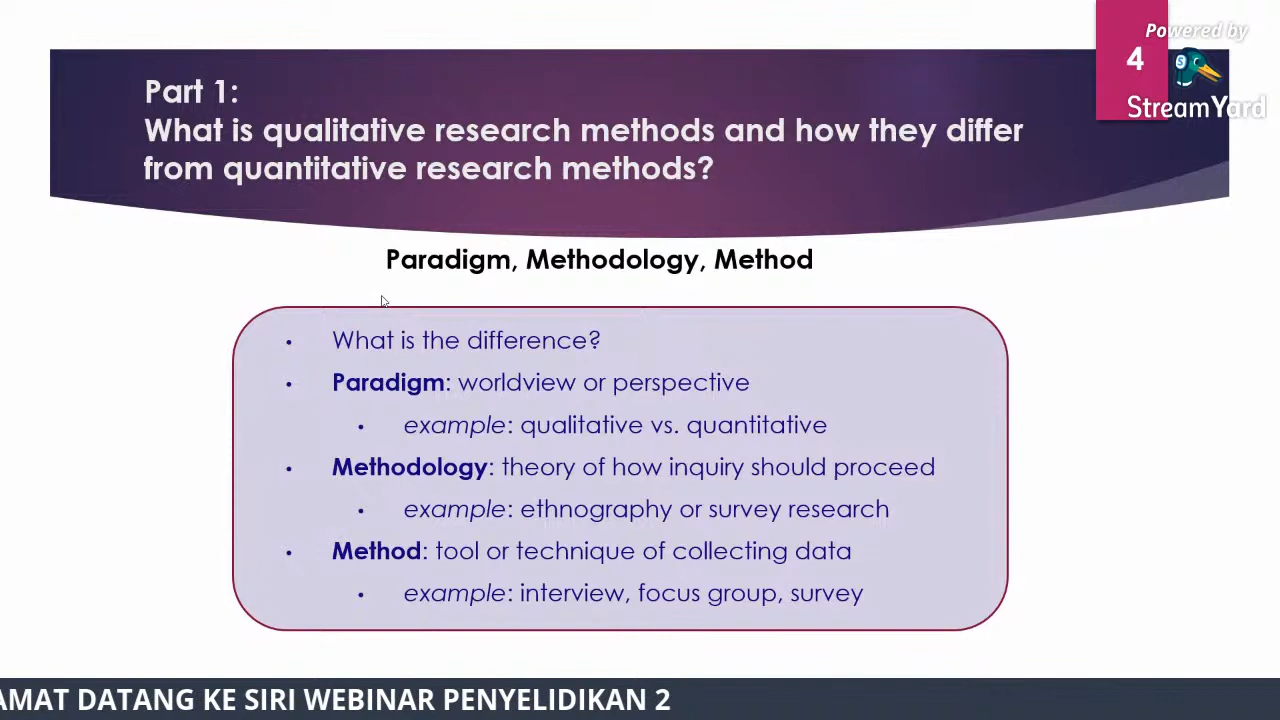 Powered by
4
StreamYard
Part 1:
What is qualitative research methods and how they differ
from quantitative research methods?
Paradigm, Methodology, Method
• What is the difference?
• Paradigm: worldview or perspective
• example: qualitative vs. quantitative
• Methodology: theory of how inquiry should proceed
• example: ethnography or survey research
• Method: tool or technique of collecting data
• example: interview, focus group, survey
AMAT DATANG KE SIRI WEBINAR PENYELIDIKAN 2